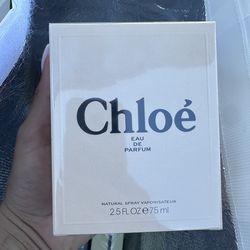 Chloé
EAU
DE
PARFUM
NATURAL SPRAY VAPORISATEUR
2.5 FL OZ e 75 ml